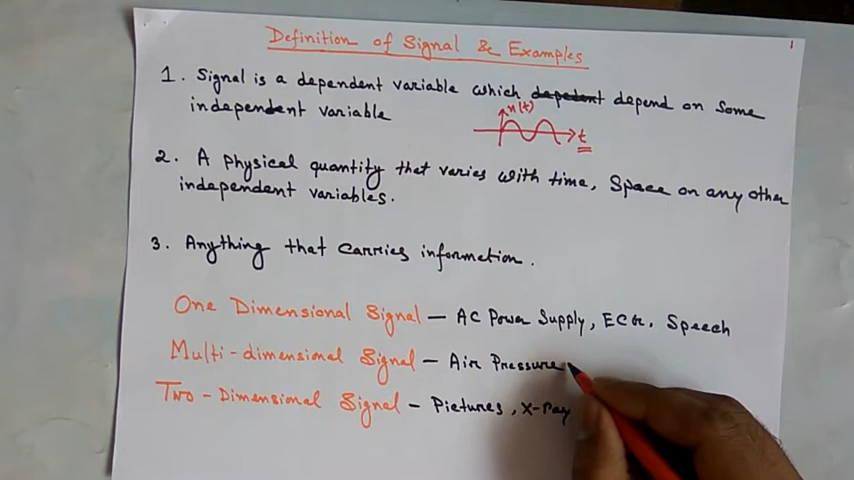 Definition of Signal & Examples
1
1. Signal is a dependent variable which depedent depend on some
independent variable
x(t)
t
2. A physical quantity that varies with time, Space or any other
independent variables.
3. Anything that carries information.
One Dimensional Signal — AC Power Supply, ECG, Speech
Multi-dimensional Signal — Air Pressure
Two-Dimensional Signal — Pictures, X-Ray